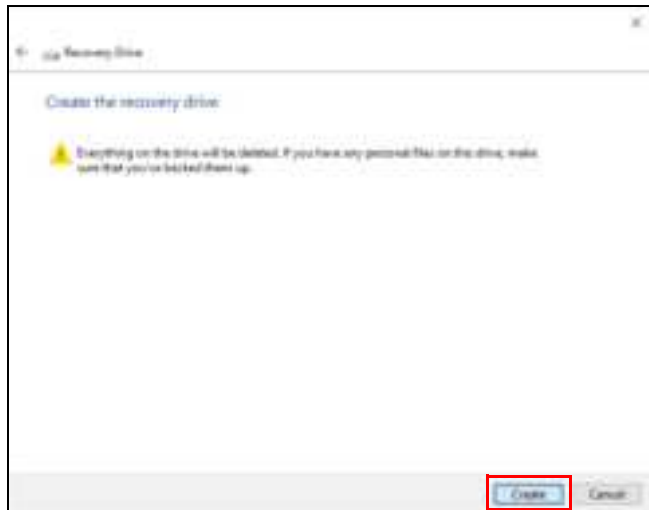 Recovery Drive
Create the recovery drive
Everything on the drive will be deleted. If you have any personal files on this drive, make
sure that you've backed them up.
Create Cancel